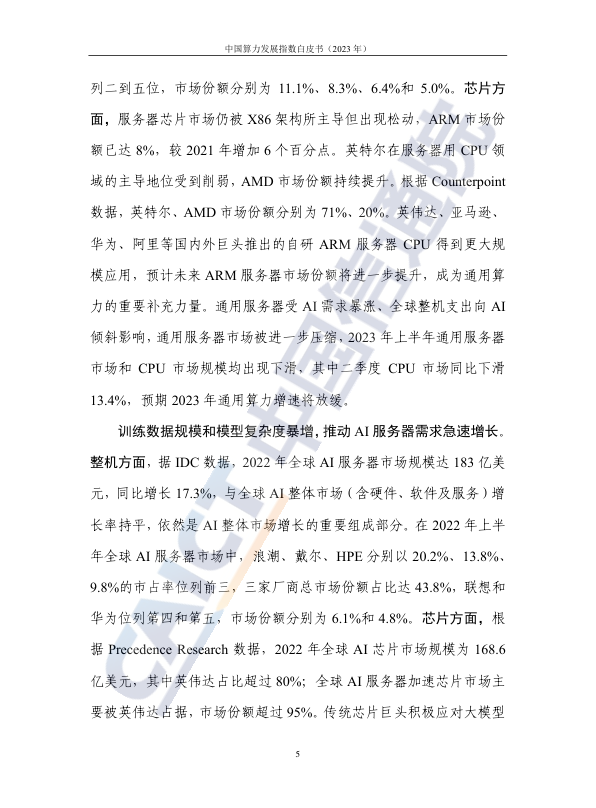 中国算力发展指数白皮书（2023 年）
列二到五位，市场份额分别为 11.1%、8.3%、6.4%和 5.0%。芯片方
面，服务器芯片市场仍被 X86 架构所主导但出现松动，ARM 市场份
额已达 8%，较 2021 年增加 6 个百分点。英特尔在服务器用 CPU 领
域的主导地位受到削弱，AMD 市场份额持续提升。根据 Counterpoint
数据，英特尔、AMD 市场份额分别为 71%、20%。英伟达、亚马逊、
华为、阿里等国内外巨头推出的自研 ARM 服务器 CPU 得到更大规
模应用，预计未来 ARM 服务器市场份额将进一步提升，成为通用算
力的重要补充力量。通用服务器受 AI 需求暴涨、全球整机支出向 AI
倾斜影响，通用服务器市场被进一步压缩，2023 年上半年通用服务器
市场和 CPU 市场规模均出现下滑，其中二季度 CPU 市场同比下滑
13.4%，预期 2023 年通用算力增速将放缓。
训练数据规模和模型复杂度暴增，推动 AI 服务器需求急速增长。
整机方面，据 IDC 数据，2022 年全球 AI 服务器市场规模达 183 亿美
元，同比增长 17.3%，与全球 AI 整体市场（含硬件、软件及服务）增
长率持平，依然是 AI 整体市场增长的重要组成部分。在 2022 年上半
年全球 AI 服务器市场中，浪潮、戴尔、HPE 分别以 20.2%、13.8%、
9.8%的市占率位列前三，三家厂商总市场份额占比达 43.8%，联想和
华为位列第四和第五，市场份额分别为 6.1%和 4.8%。芯片方面，根
据 Precedence Research 数据，2022 年全球 AI 芯片市场规模为 168.6
亿美元，其中英伟达占比超过 80%；全球 AI 服务器加速芯片市场主
要被英伟达占据，市场份额超过 95%。传统芯片巨头积极应对大模型
5
CAICT 中国信通院